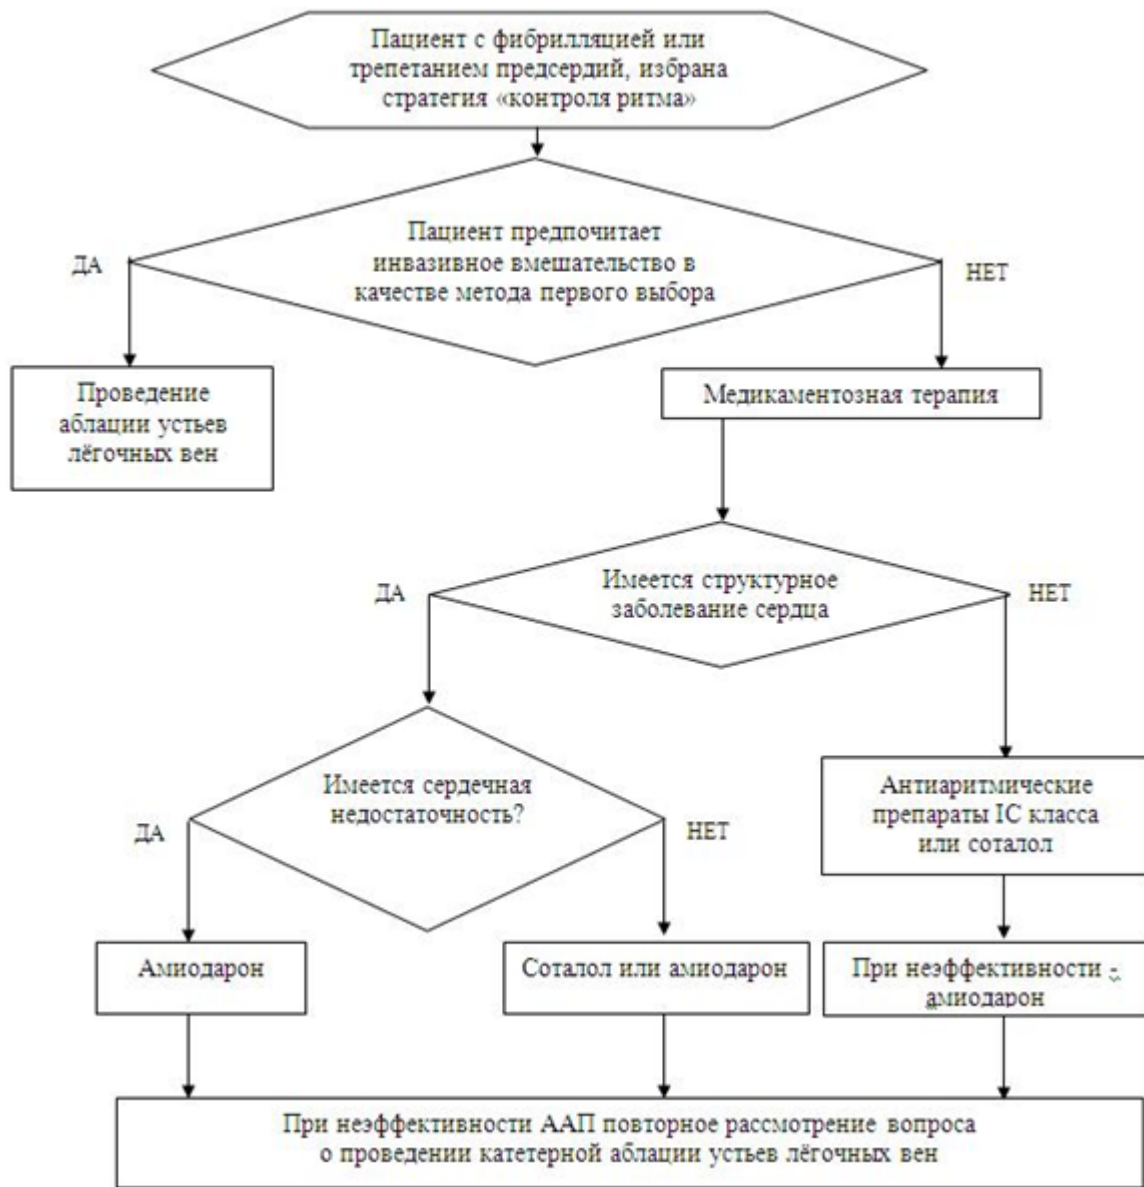 Пациент с фибрилляцией или
трепетанием предсердий, избрана
стратегия «контроля ритма»
Пациент предпочитает
инвазивное вмешательство в
качестве метода первого выбора
ДА
НЕТ
Проведение
аблации устьев
лёгочных вен
Медикаментозная терапия
Имеется структурное
заболевание сердца
ДА
НЕТ
Имеется сердечная
недостаточность?
ДА
НЕТ
Антиаритмические
препараты IC класса
или соталол
Амиодарон
Соталол или амиодарон
При неэффективности -
амиодарон
При неэффективности ААП повторное рассмотрение вопроса
о проведении катетерной аблации устьев лёгочных вен